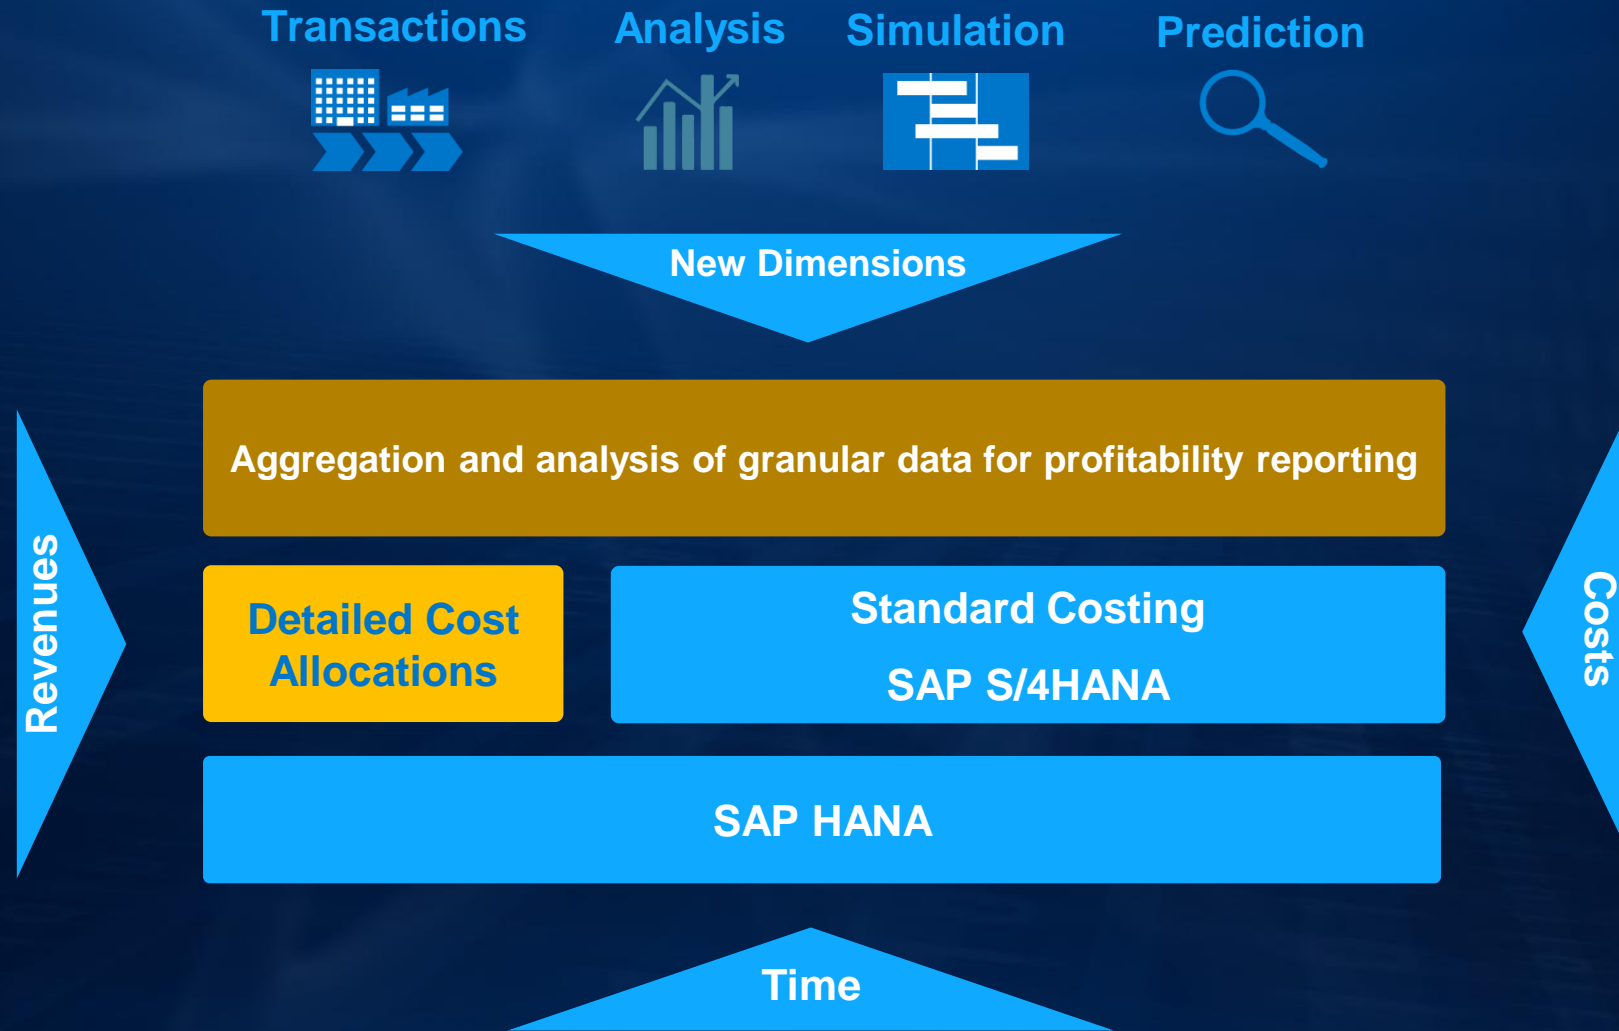 Transactions
Analysis
Simulation
Prediction
New Dimensions
Aggregation and analysis of granular data for profitability reporting
Revenues
Detailed Cost
Allocations
Standard Costing
SAP S/4HANA
Costs
SAP HANA
Time